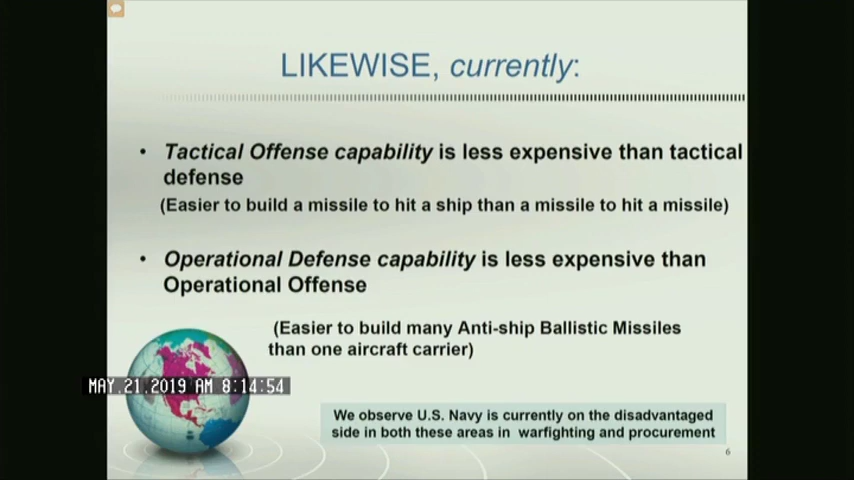 LIKEWISE, currently:
• Tactical Offense capability is less expensive than tactical
defense
(Easier to build a missile to hit a ship than a missile to hit a missile)
• Operational Defense capability is less expensive than
Operational Offense
(Easier to build many Anti-ship Ballistic Missiles
than one aircraft carrier)
MAY.21.2019 AM 8:14:54
We observe U.S. Navy is currently on the disadvantaged
side in both these areas in warfighting and procurement
6